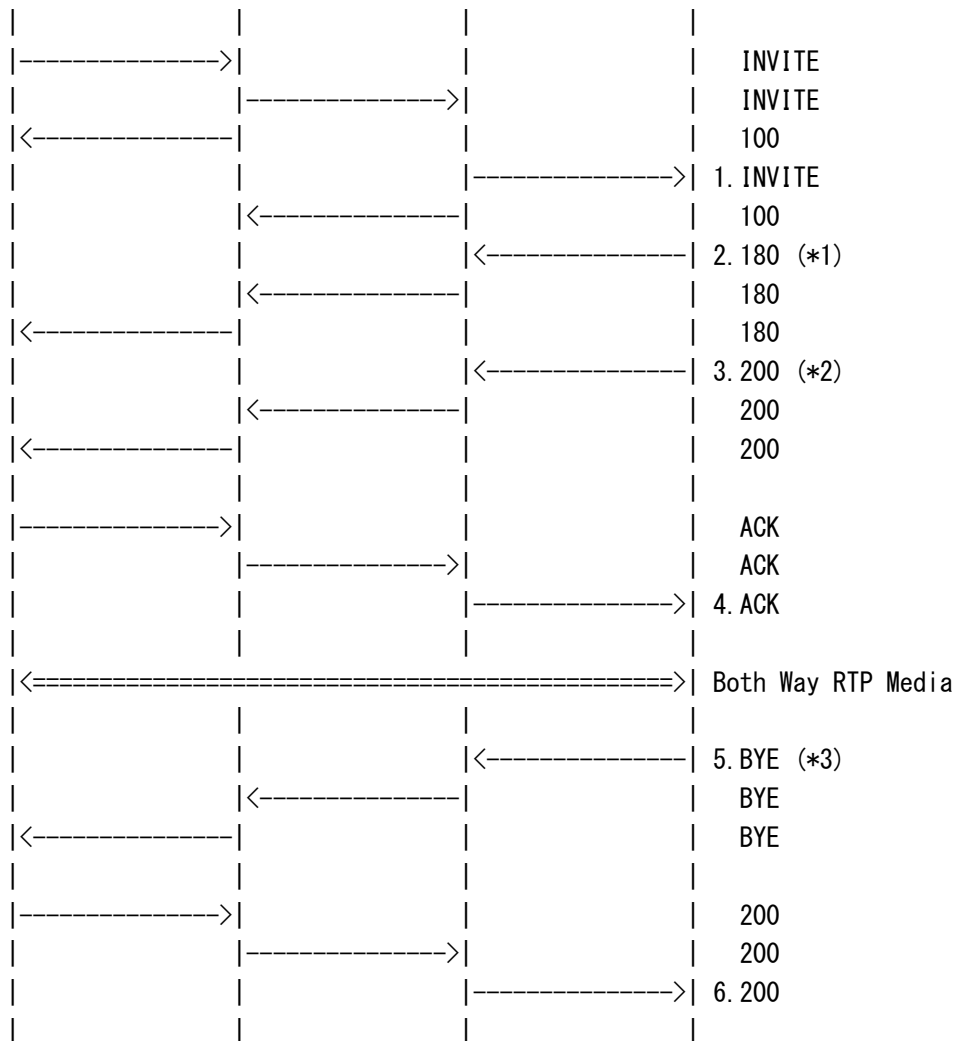 INVITE
INVITE
100
1. INVITE
100
2. 180 (*1)
180
180
3. 200 (*2)
200
200
ACK
ACK
4. ACK
Both Way RTP Media
5. BYE (*3)
BYE
BYE
200
200
6. 200